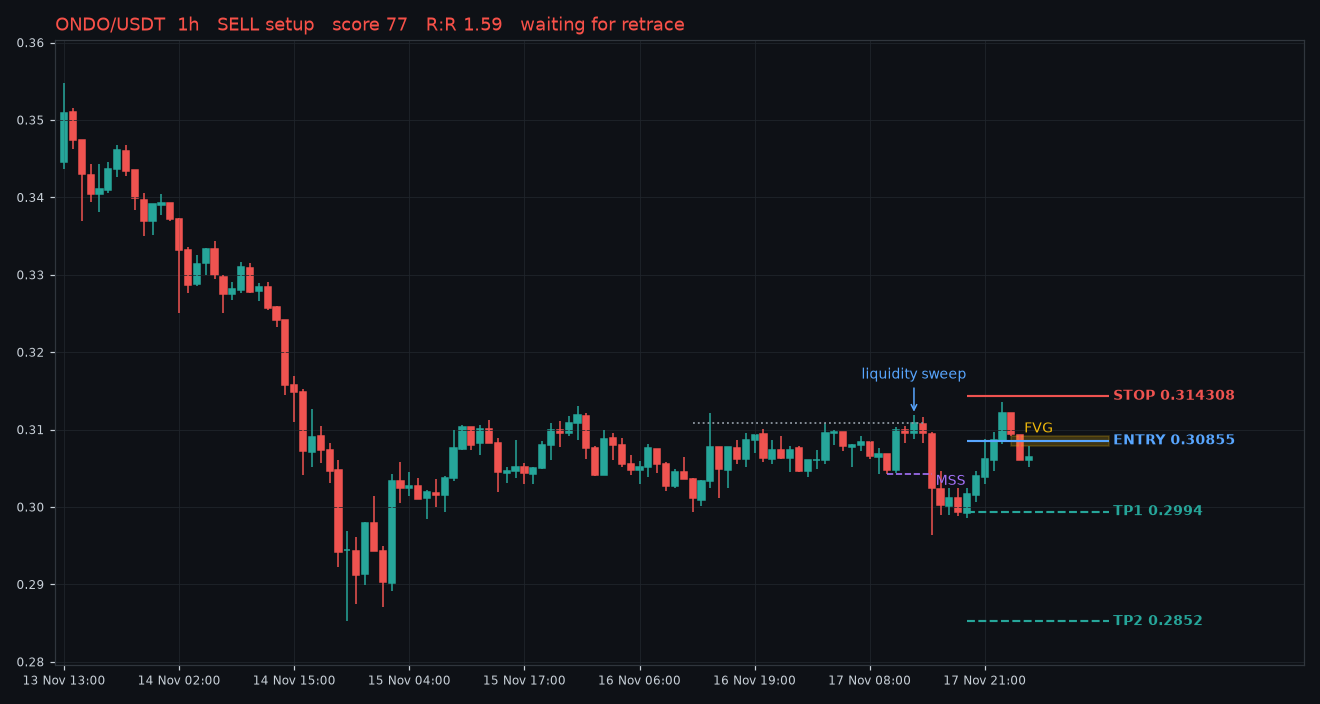 ONDO/USDT 1h SELL setup score 77 R:R 1.59 waiting for retrace
0.36
0.35
0.34
0.33
0.32
0.31
0.30
0.29
0.28
liquidity sweep
STOP 0.314308
FVG
ENTRY 0.30855
MSS
TP1 0.2994
TP2 0.2852
13 Nov 13:00
14 Nov 02:00
14 Nov 15:00
15 Nov 04:00
15 Nov 17:00
16 Nov 06:00
16 Nov 19:00
17 Nov 08:00
17 Nov 21:00